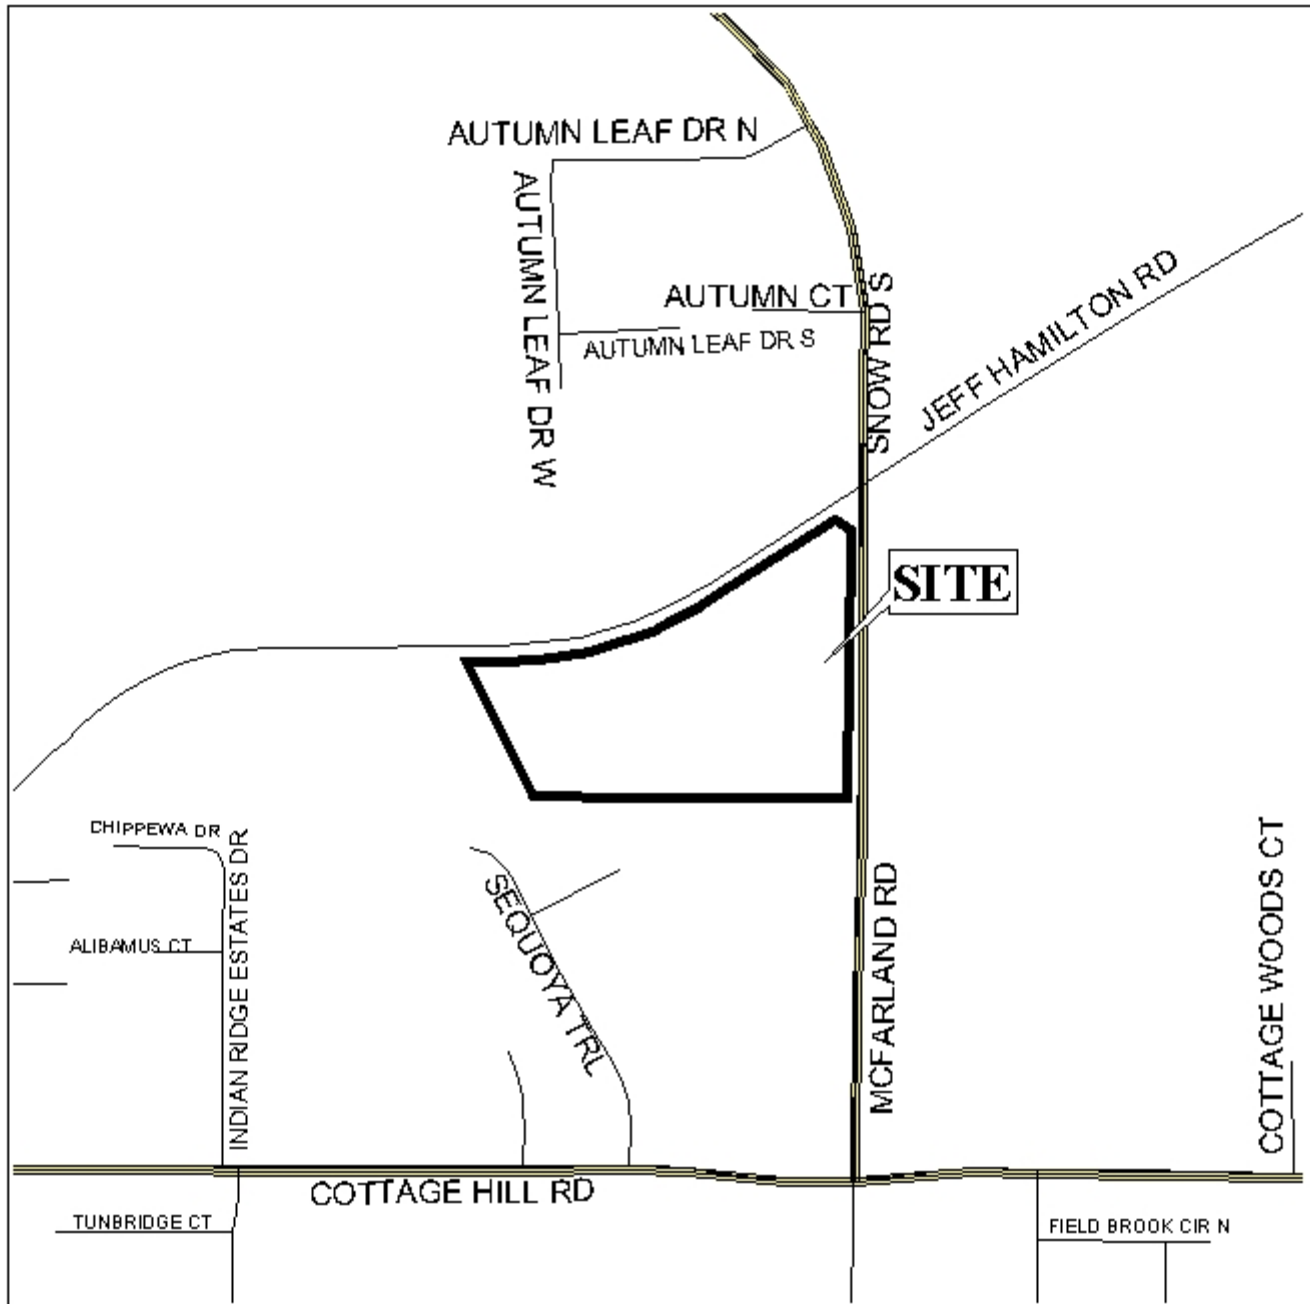 AUTUMN LEAF DR N
AUTUMN LEAF DR W
AUTUMN CT
AUTUMN LEAF DR S
SNOW RD S
JEFF HAMILTON RD
SITE
CHIPPEWA DR
INDIAN RIDGE ESTATES DR
ALIBAMUS CT
SEQUOYA TRL
MCFARLAND RD
COTTAGE WOODS CT
COTTAGE HILL RD
TUNBRIDGE CT
FIELD BROOK CIR N